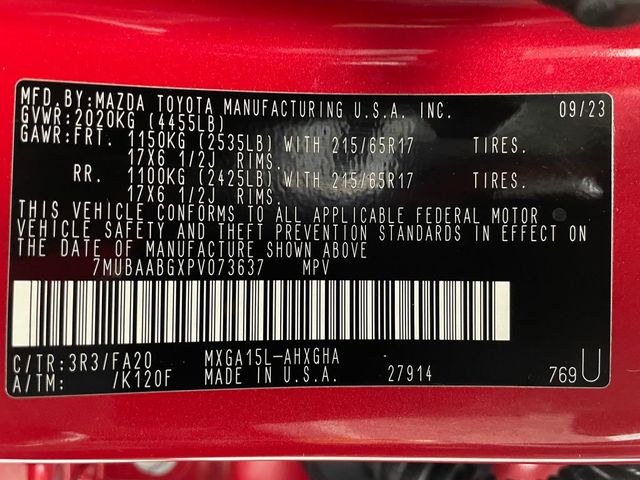 MFD.BY:MAZDA TOYOTA MANUFACTURING U.S.A. INC. 09/23
GVWR:2020KG (4455LB)
GAWR:FRT. 1150KG (2535LB) WITH 215/65R17 TIRES.
17X6 1/2J RIMS.
RR. 1100KG (2425LB) WITH 215/65R17 TIRES.
17X6 1/2J RIMS.
THIS VEHICLE CONFORMS TO ALL APPLICABLE FEDERAL MOTOR
VEHICLE SAFETY AND THEFT PREVENTION STANDARDS IN EFFECT ON
THE DATE OF MANUFACTURE SHOWN ABOVE
7MUBAABGXPV073637 MPV
C/TR:3R3/FA20 MXGA15L-AHXGHA
A/TM: /K120F MADE IN U.S.A. 27914 769U